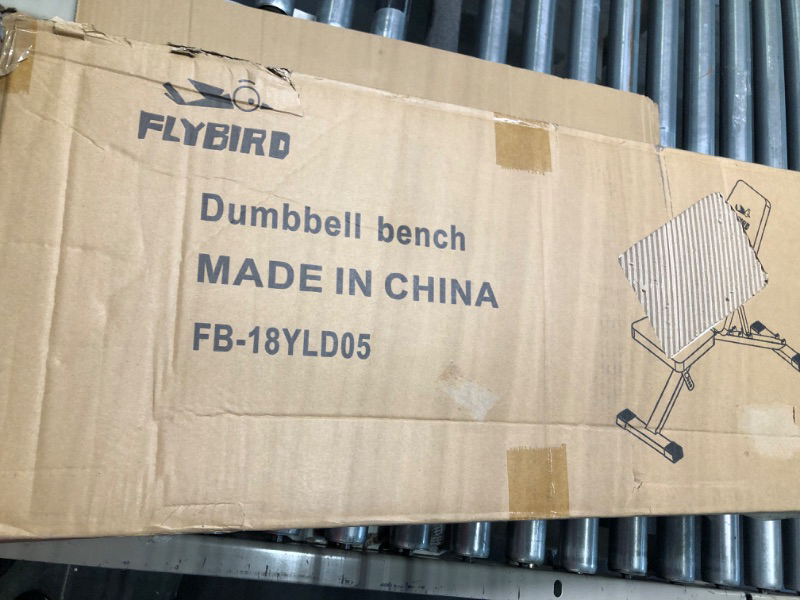 FLYBIRD
Dumbbell bench
MADE IN CHINA
FB-18YLD05